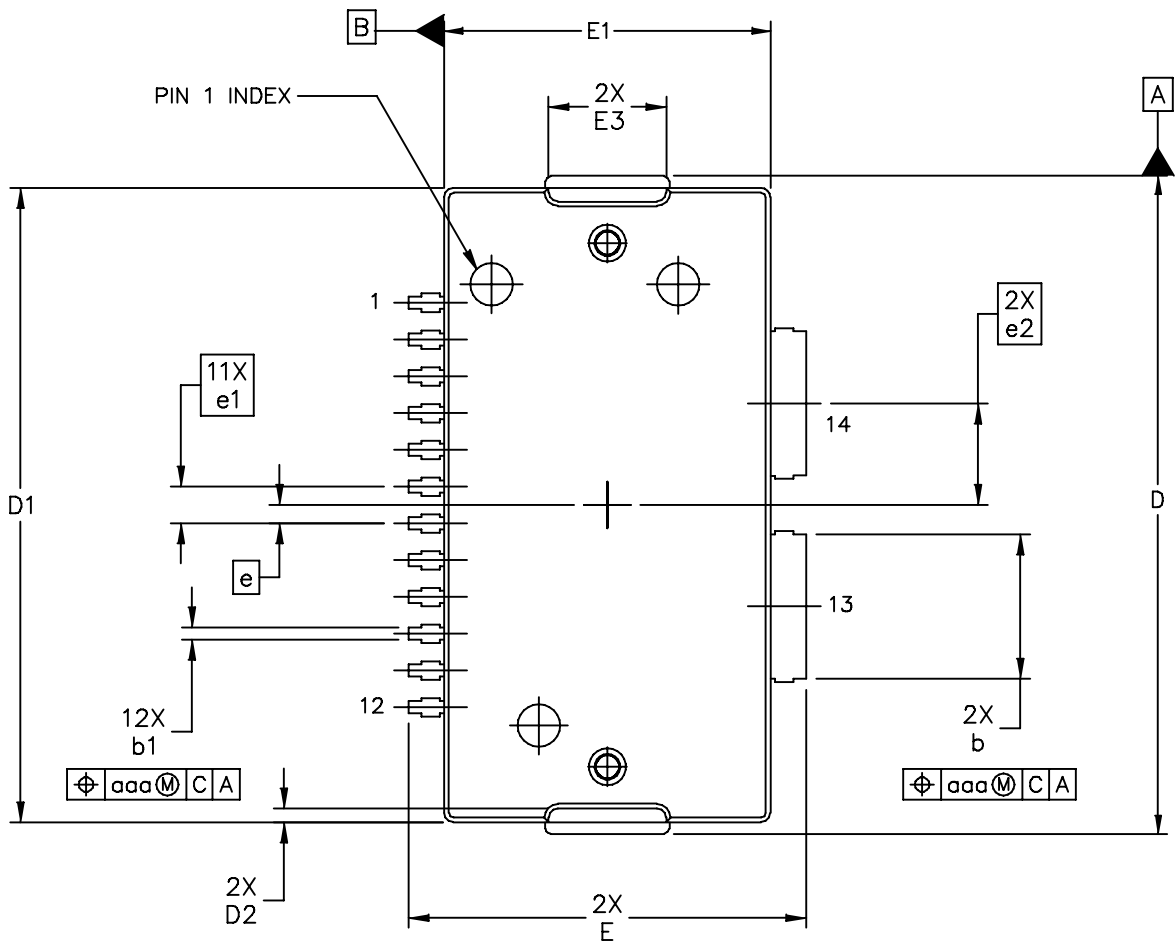 B
E1
PIN 1 INDEX
2X
E3
A
1
2X
e2
11X
e1
14
D1
D
e
13
12
12X
b1
2X
b
⌖ aaa Ⓜ C A
⌖ aaa Ⓜ C A
2X
D2
2X
E